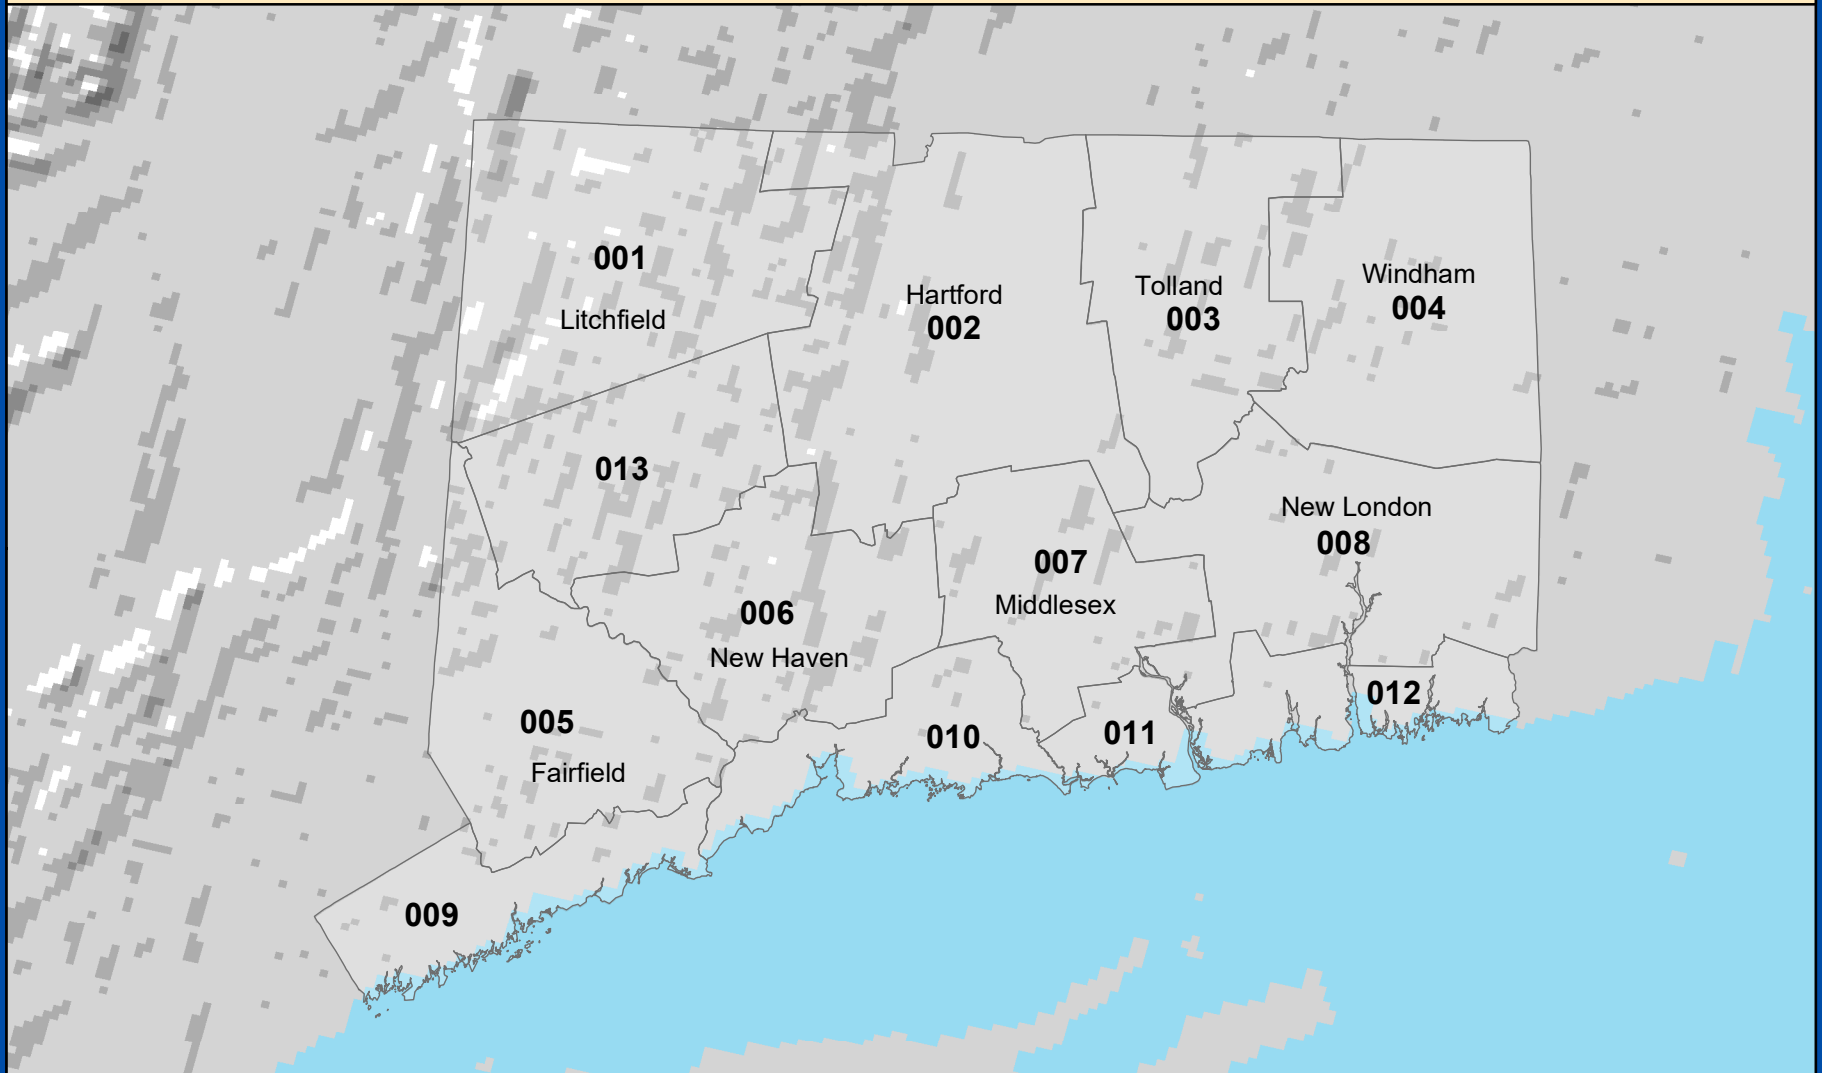 001
Litchfield
Hartford
002
Tolland
003
Windham
004
013
New London
008
007
Middlesex
006
New Haven
005
Fairfield
010
011
012
009